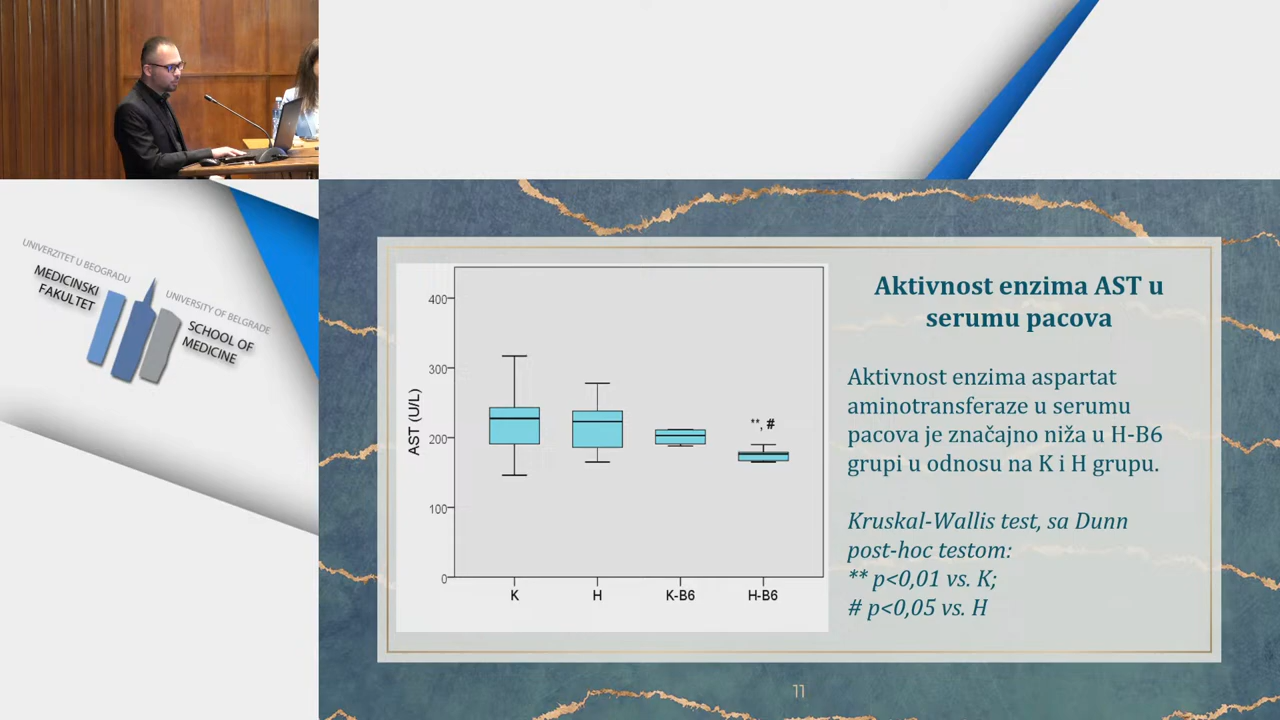 UNIVERZITET U BEOGRADU
MEDICINSKI
FAKULTET
UNIVERSITY OF BELGRADE
SCHOOL OF
MEDICINE
400
300
200
100
0
AST (U/L)
**, #
K
H
K-B6
H-B6
Aktivnost enzima AST u
serumu pacova
Aktivnost enzima aspartat
aminotransferaze u serumu
pacova je značajno niža u H-B6
grupi u odnosu na K i H grupu.
Kruskal-Wallis test, sa Dunn
post-hoc testom:
** p<0,01 vs. K;
# p<0,05 vs. H
11